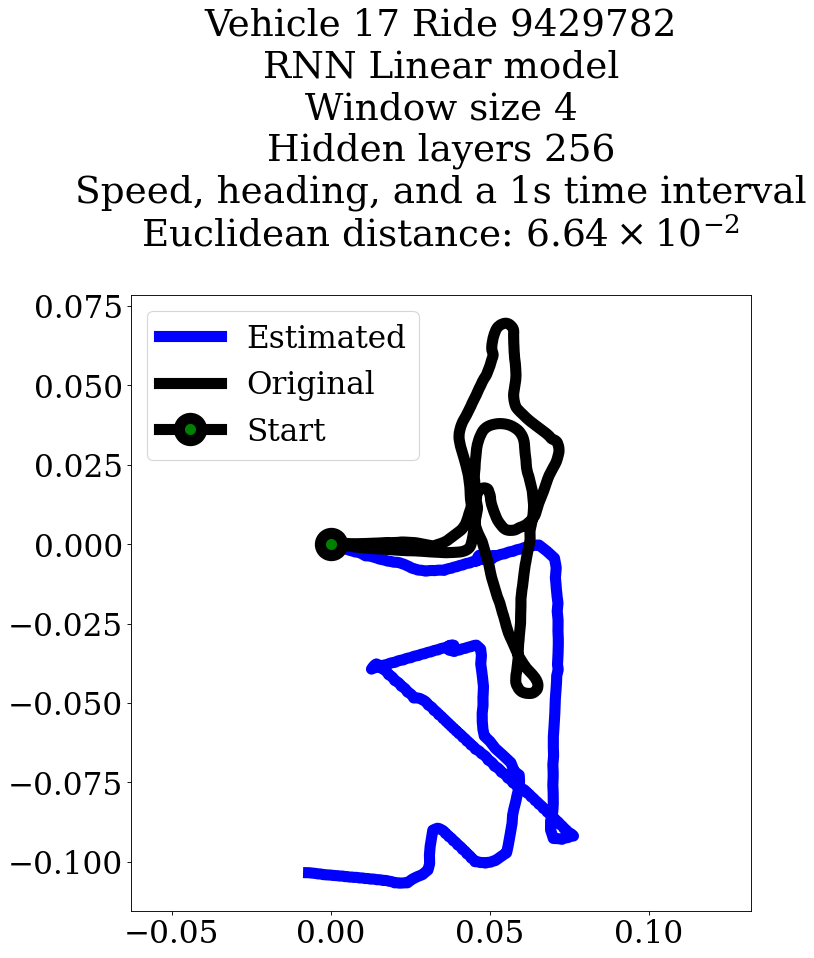 Vehicle 17 Ride 9429782
RNN Linear model
Window size 4
Hidden layers 256
Speed, heading, and a 1s time interval
Euclidean distance: 6.64 × 10⁻²
Estimated
Original
Start
0.075
0.050
0.025
0.000
−0.025
−0.050
−0.075
−0.100
−0.05 0.00 0.05 0.10